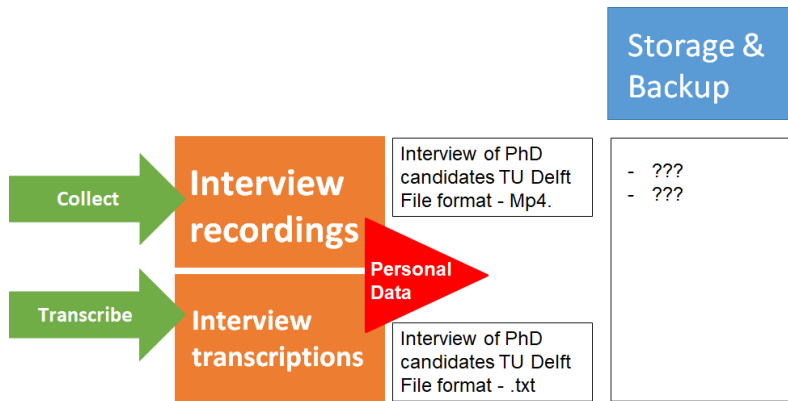 Storage &
Backup
Collect
Interview
recordings
Interview of PhD
candidates TU Delft
File format - Mp4.
- ???
- ???
Personal
Data
Transcribe
Interview
transcriptions
Interview of PhD
candidates TU Delft
File format - .txt